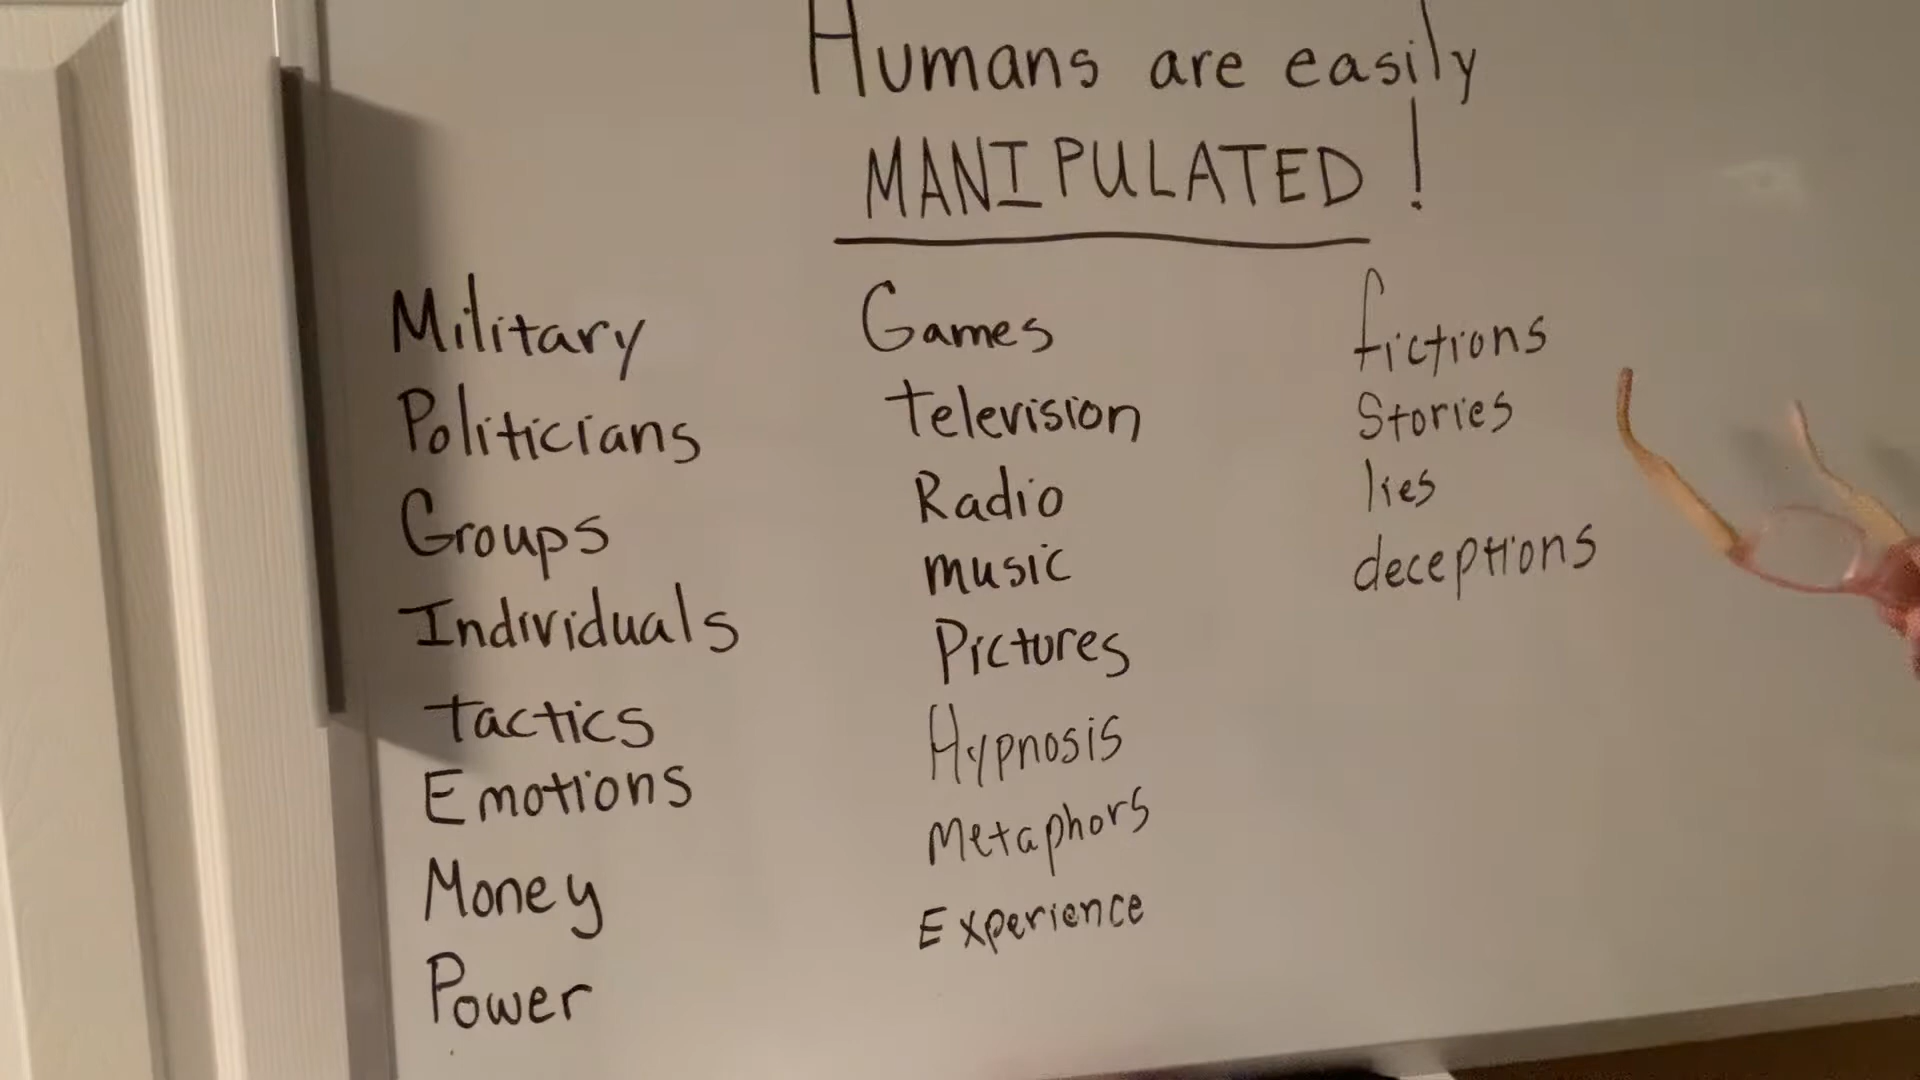 Humans are easily
MANIPULATED!
Military
Politicians
Groups
Individuals
tactics
Emotions
Money
Power
Games
television
Radio
music
Pictures
Hypnosis
Metaphors
Experience
fictions
Stories
lies
deceptions